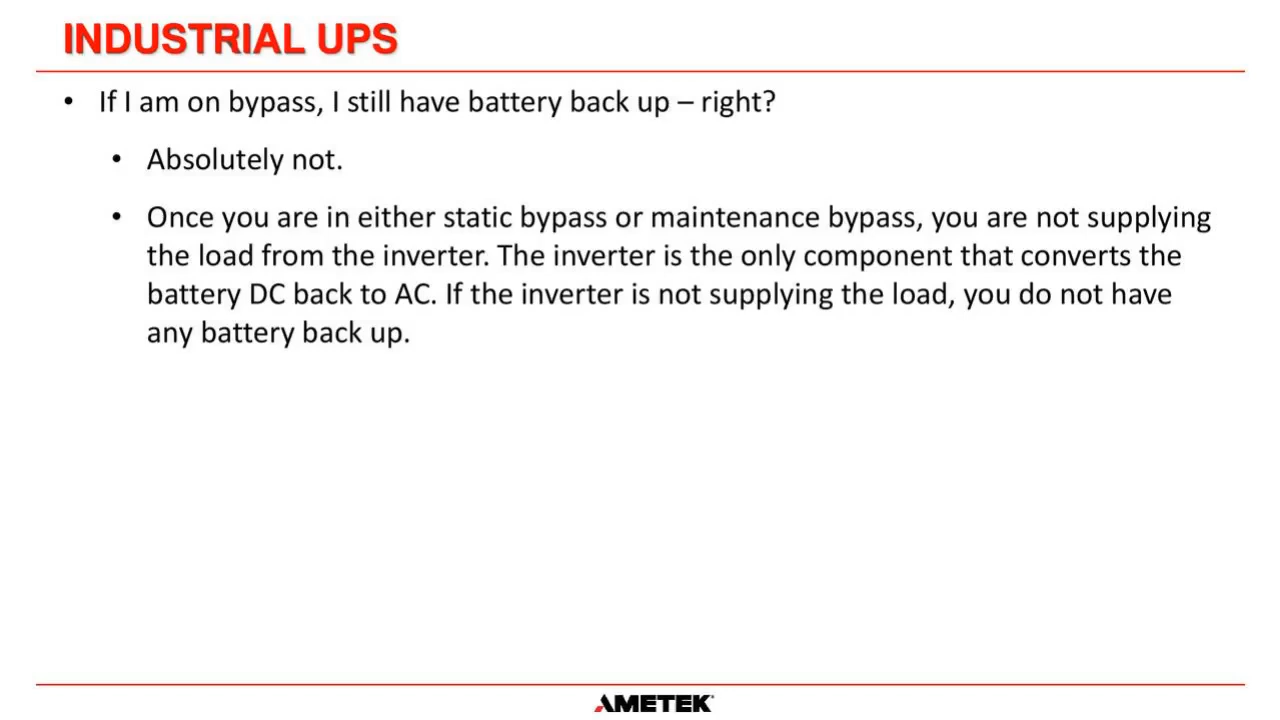 INDUSTRIAL UPS
• If I am on bypass, I still have battery back up – right?
• Absolutely not.
• Once you are in either static bypass or maintenance bypass, you are not supplying
the load from the inverter. The inverter is the only component that converts the
battery DC back to AC. If the inverter is not supplying the load, you do not have
any battery back up.
AMETEK